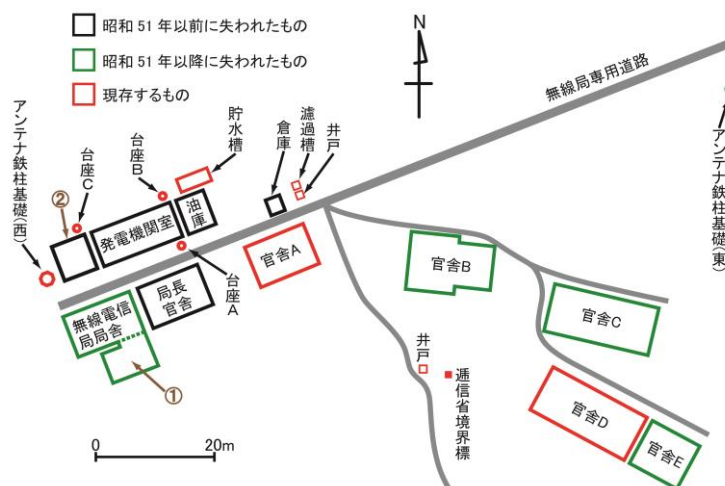 昭和 51 年以前に失われたもの
昭和 51 年以降に失われたもの
現存するもの
N
無線局専用道路
アンテナ鉄柱基礎(西)
アンテナ鉄柱基礎(東)
②
台座C
台座B
貯水槽
倉庫
濾過槽
井戸
発電機関室
油庫
台座A
官舎A
局長
官舎
無線電信
局局舎
①
官舎B
官舎C
井戸
逓信省境界標
官舎D
官舎E
0
20m